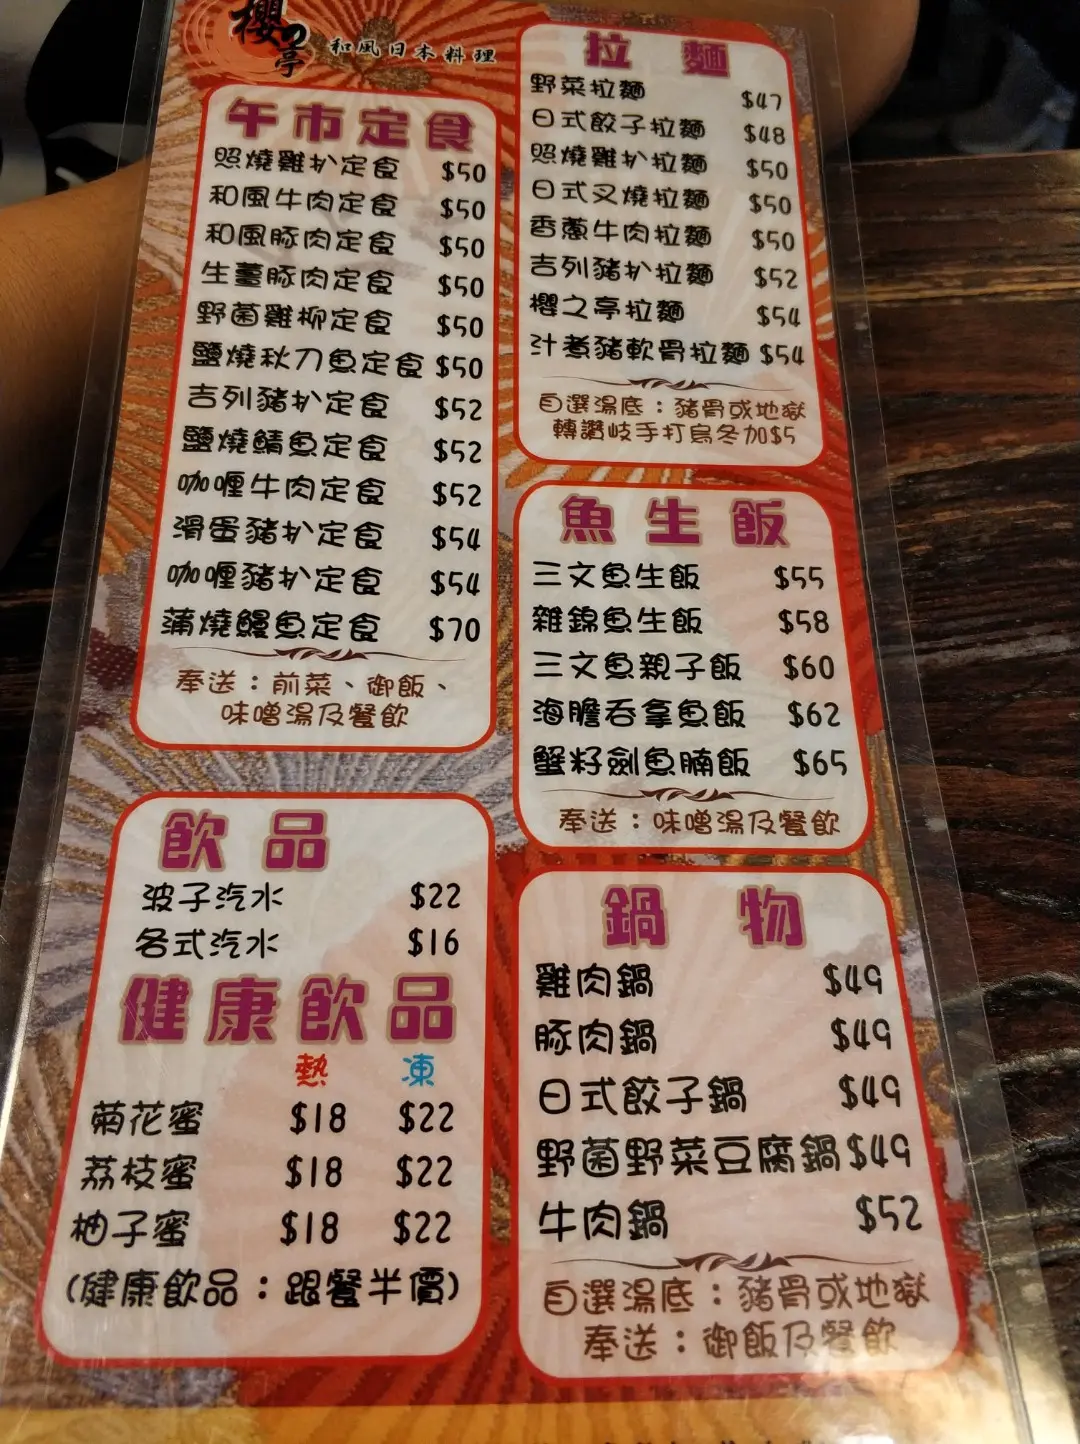 櫻の亭
和風日本料理
午市定食
照燒雞扒定食 $50
和風牛肉定食 $50
和風豚肉定食 $50
生薑豚肉定食 $50
野菌雞柳定食 $50
鹽燒秋刀魚定食 $50
吉列豬扒定食 $52
鹽燒鯖魚定食 $52
咖喱牛肉定食 $52
滑蛋豬扒定食 $54
咖喱豬扒定食 $54
蒲燒鰻魚定食 $70
奉送：前菜、御飯、
味噌湯及餐飲
飲品
波子汽水 $22
各式汽水 $16
健康飲品
熱 凍
菊花蜜 $18 $22
荔枝蜜 $18 $22
柚子蜜 $18 $22
(健康飲品：跟餐半價)
拉麵
野菜拉麵 $47
日式餃子拉麵 $48
照燒雞扒拉麵 $50
日式叉燒拉麵 $50
香蔥牛肉拉麵 $50
吉列豬扒拉麵 $52
櫻之亭拉麵 $54
汁煮豬軟骨拉麵 $54
自選湯底：豬骨或地獄
轉讚岐手打烏冬加$5
魚生飯
三文魚生飯 $55
雜錦魚生飯 $58
三文魚親子飯 $60
海膽吞拿魚飯 $62
蟹籽劍魚腩飯 $65
奉送：味噌湯及餐飲
鍋物
雞肉鍋 $49
豚肉鍋 $49
日式餃子鍋 $49
野菌野菜豆腐鍋 $49
牛肉鍋 $52
自選湯底：豬骨或地獄
奉送：御飯及餐飲